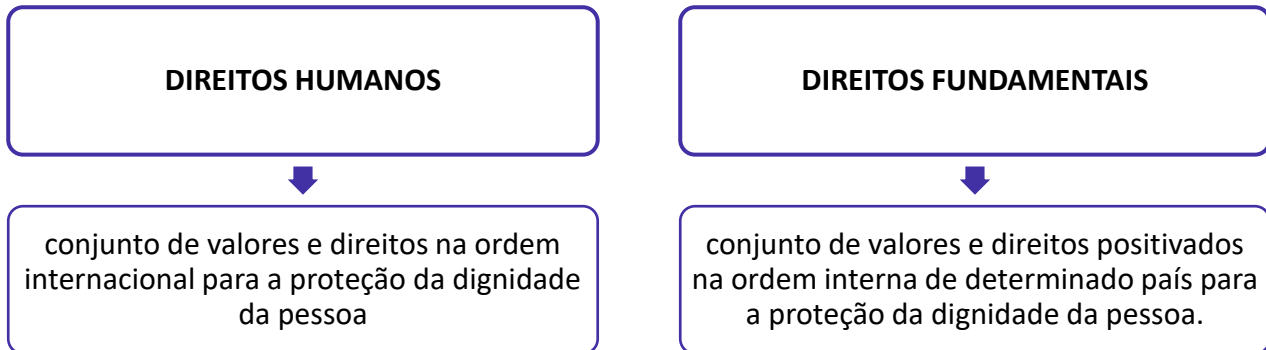 DIREITOS HUMANOS
conjunto de valores e direitos na ordem
internacional para a proteção da dignidade
da pessoa
DIREITOS FUNDAMENTAIS
conjunto de valores e direitos positivados
na ordem interna de determinado país para
a proteção da dignidade da pessoa.